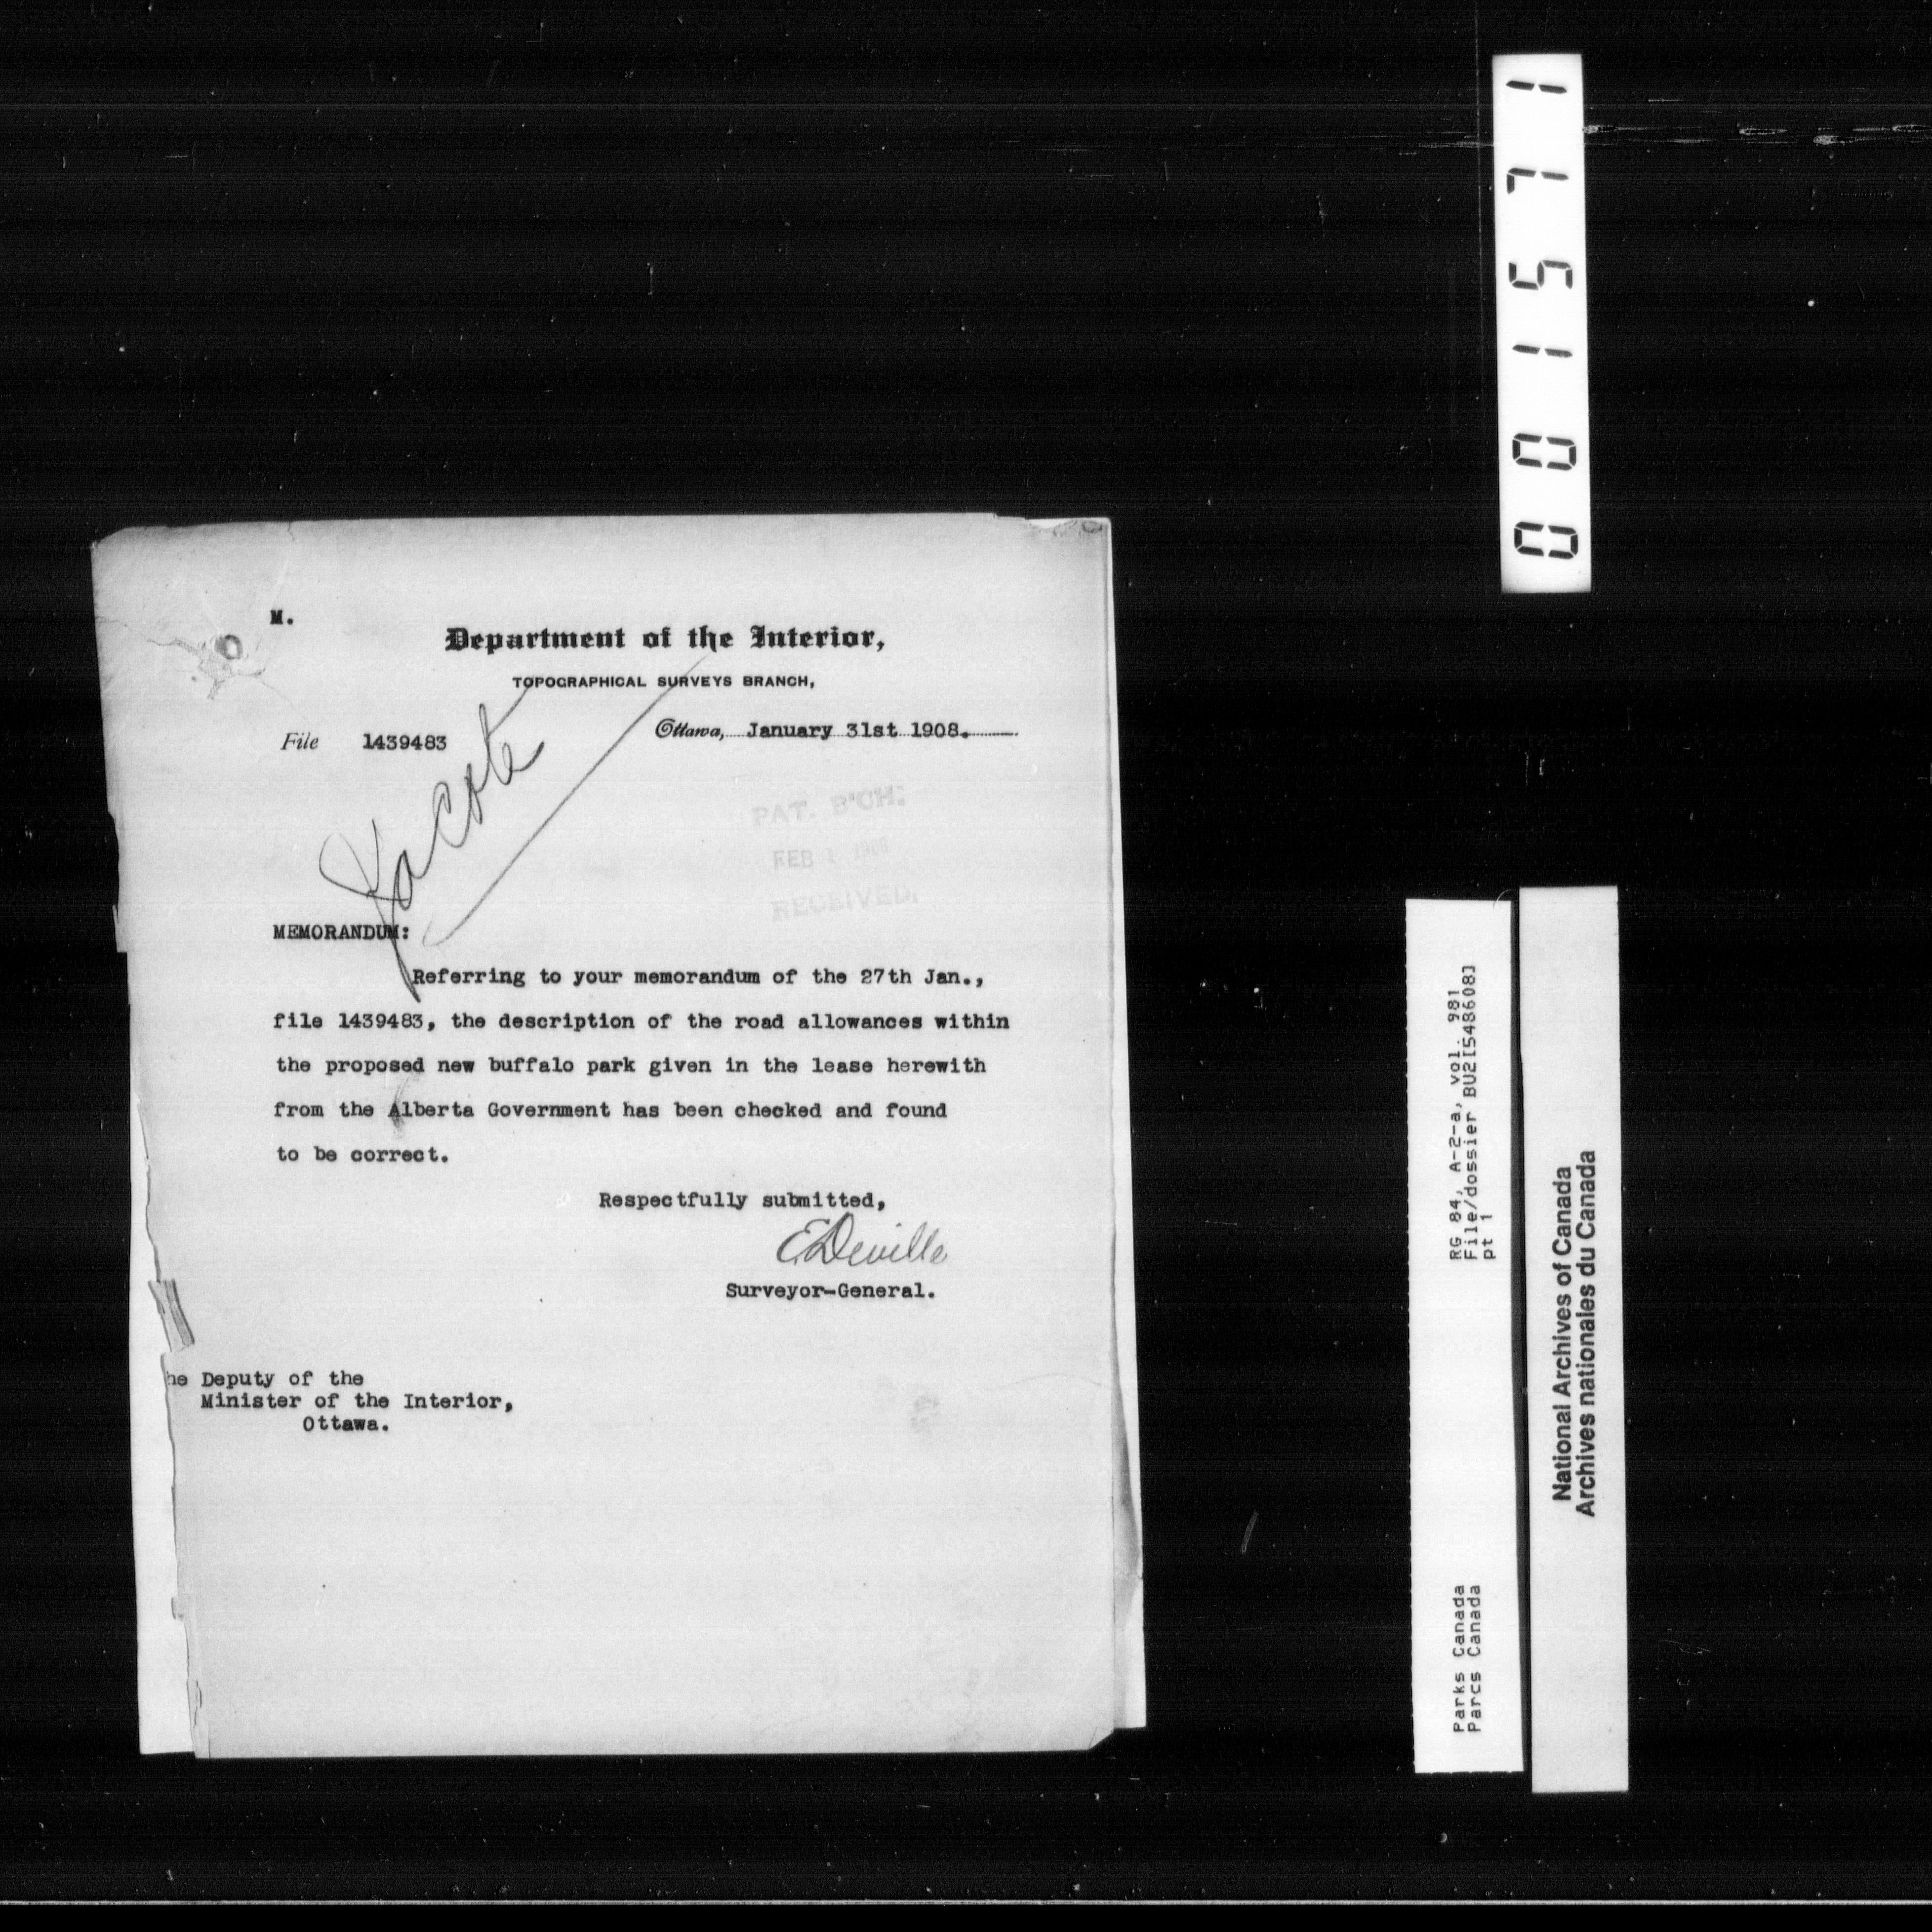 M.
Department of the Interior,
TOPOGRAPHICAL SURVEYS BRANCH,
File 1439483
Ottawa, January 31st 1908.
Cote
PAT. B'CH.
FEB 1 1908
RECEIVED.
MEMORANDUM:
Referring to your memorandum of the 27th Jan.,
file 1439483, the description of the road allowances within
the proposed new buffalo park given in the lease herewith
from the Alberta Government has been checked and found
to be correct.
Respectfully submitted,
E Deville
Surveyor-General.
he Deputy of the
Minister of the Interior,
Ottawa.
001571
RG 84, A-2-a, vol. 981
File/dossier BU2[548608]
pt 1
Parks Canada
Parcs Canada
National Archives of Canada
Archives nationales du Canada